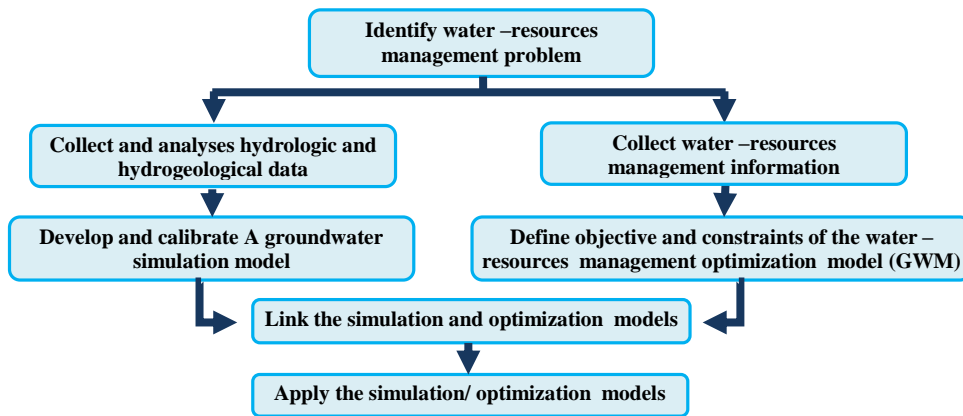 Identify water –resources
management problem
Collect and analyses hydrologic and
hydrogeological data
Collect water –resources
management information
Develop and calibrate A groundwater
simulation model
Define objective and constraints of the water –
resources management optimization model (GWM)
Link the simulation and optimization models
Apply the simulation/ optimization models